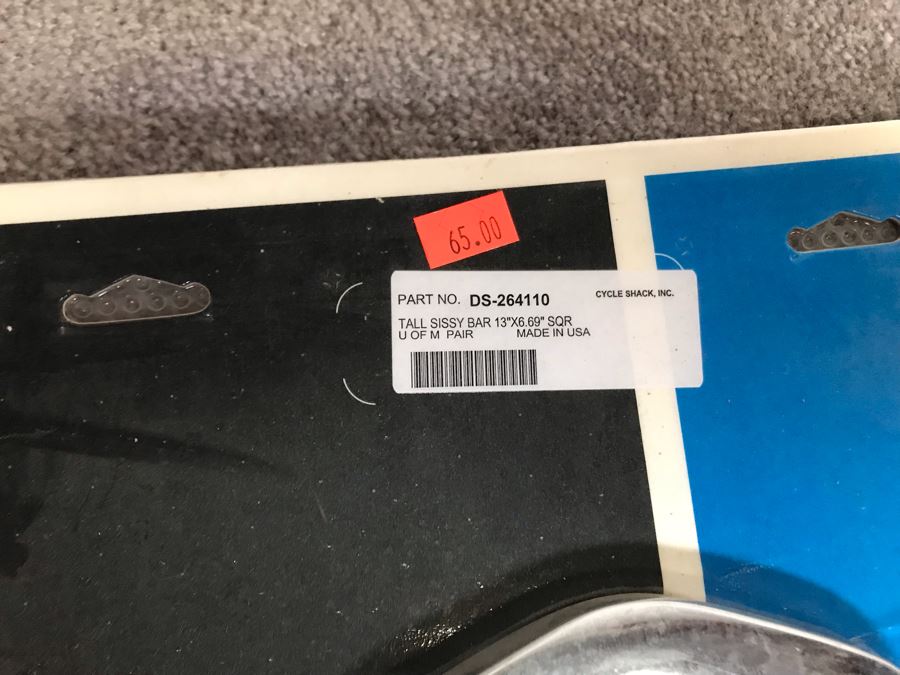 65.00
PART NO. DS-264110 CYCLE SHACK, INC.
TALL SISSY BAR 13"X6.69" SQR
U OF M PAIR MADE IN USA